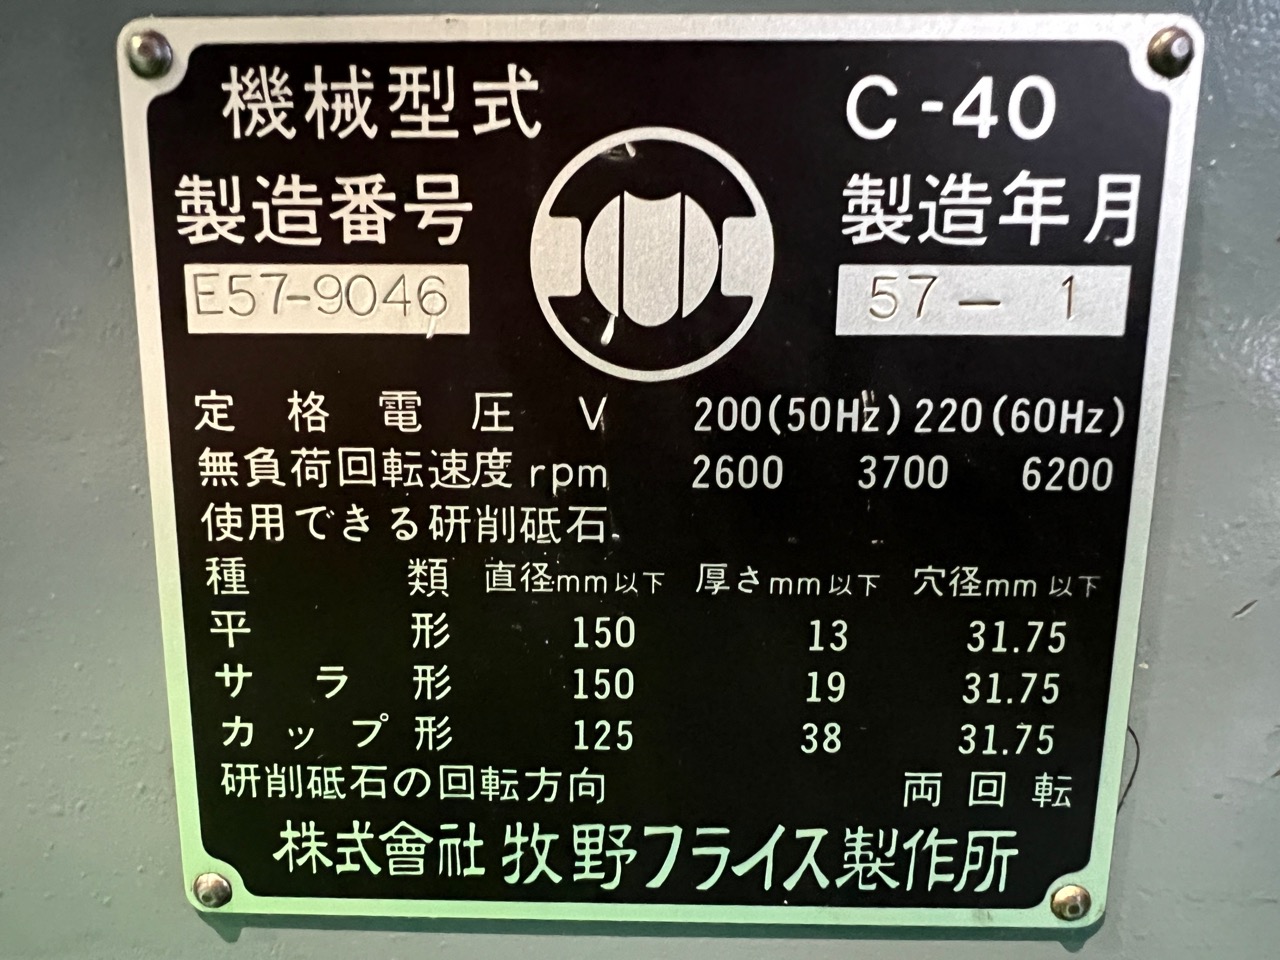 機械型式 C-40
製造番号 製造年月
E57-9046 57-1
定格電圧 V 200(50Hz) 220(60Hz)
無負荷回転速度 rpm 2600 3700 6200
使用できる研削砥石
種類 直径mm以下 厚さmm以下 穴径mm以下
平形 150 13 31.75
サラ形 150 19 31.75
カップ形 125 38 31.75
研削砥石の回転方向 両回転
株式會社 牧野フライス製作所